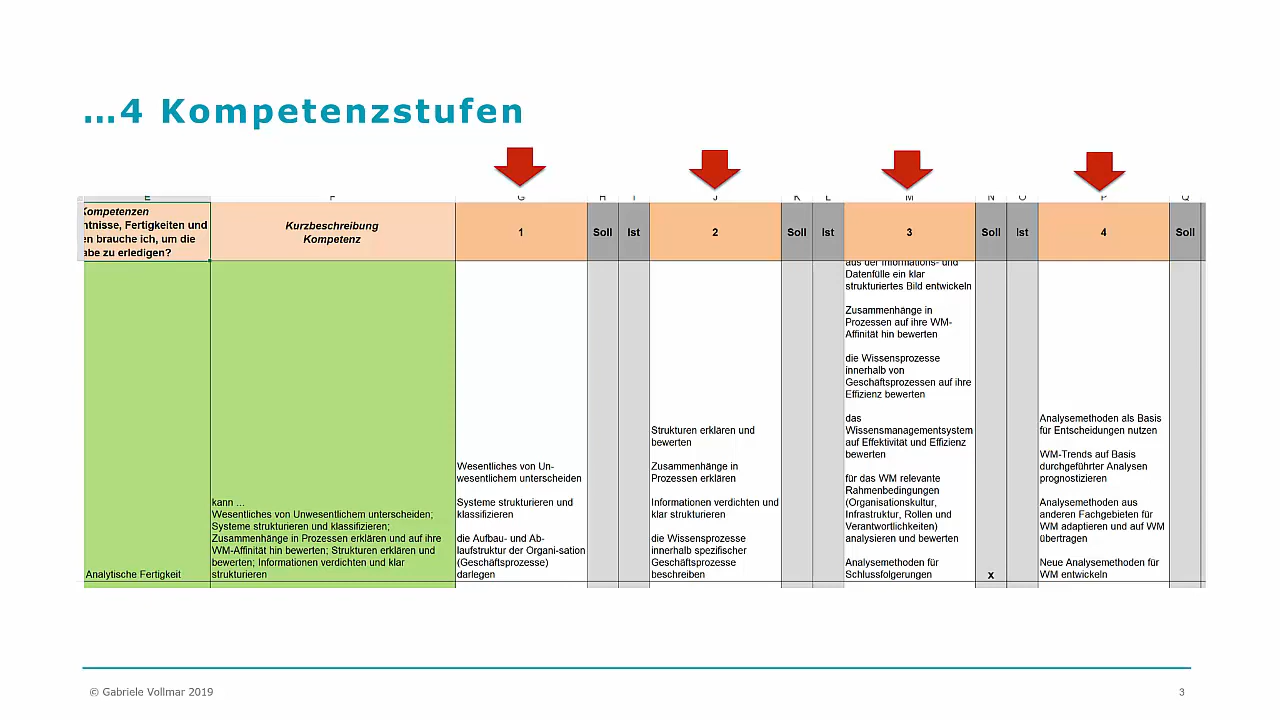 ...4 Kompetenzstufen
E F G H I J K L M N O P Q
Kompetenzen
ntnisse, Fertigkeiten und
en brauche ich, um die
abe zu erledigen?
Kurzbeschreibung
Kompetenz
1
Soll
Ist
2
Soll
Ist
3
Soll
Ist
4
Soll
Analytische Fertigkeit
kann ...
Wesentliches von Unwesentlichem unterscheiden;
Systeme strukturieren und klassifizieren;
Zusammenhänge in Prozessen erklären und auf ihre
WM-Affinität hin bewerten; Strukturen erklären und
bewerten; Informationen verdichten und klar
strukturieren
Wesentliches von Un-
wesentlichem unterscheiden
Systeme strukturieren und
klassifizieren
die Aufbau- und Ab-
laufstruktur der Organi-sation
(Geschäftsprozesse)
darlegen
Strukturen erklären und
bewerten
Zusammenhänge in
Prozessen erklären
Informationen verdichten und
klar strukturieren
die Wissensprozesse
innerhalb spezifischer
Geschäftsprozesse
beschreiben
aus der Informations- und
Datenfülle ein klar
strukturiertes Bild entwickeln
Zusammenhänge in
Prozessen auf ihre WM-
Affinität hin bewerten
die Wissensprozesse
innerhalb von
Geschäftsprozessen auf ihre
Effizienz bewerten
das
Wissensmanagementsystem
auf Effektivität und Effizienz
bewerten
für das WM relevante
Rahmenbedingungen
(Organisationskultur,
Infrastruktur, Rollen und
Verantwortlichkeiten)
analysieren und bewerten
Analysemethoden für
Schlussfolgerungen
x
Analysemethoden als Basis
für Entscheidungen nutzen
WM-Trends auf Basis
durchgeführter Analysen
prognostizieren
Analysemethoden aus
anderen Fachgebieten für
WM adaptieren und auf WM
übertragen
Neue Analysemethoden für
WM entwickeln
© Gabriele Vollmar 2019
3